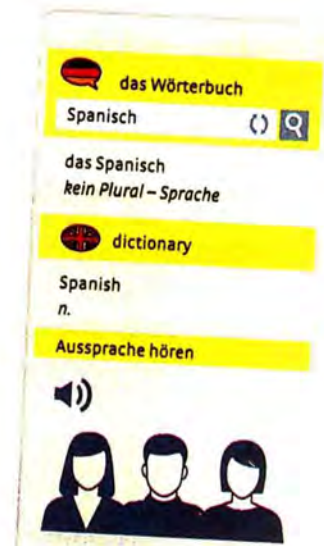 das Wörterbuch
Spanisch
das Spanisch
kein Plural – Sprache
dictionary
Spanish
n.
Aussprache hören